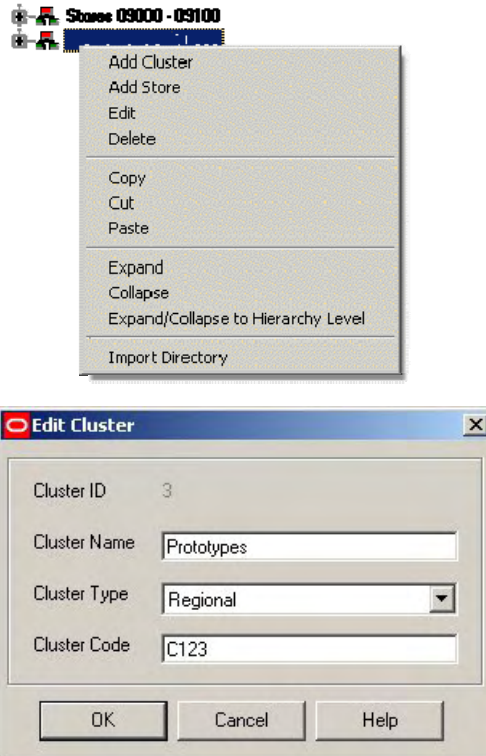 Stores 09000 - 09100
Add Cluster
Add Store
Edit
Delete
Copy
Cut
Paste
Expand
Collapse
Expand/Collapse to Hierarchy Level
Import Directory
Edit Cluster
Cluster ID 3
Cluster Name Prototypes
Cluster Type Regional
Cluster Code C123
OK Cancel Help